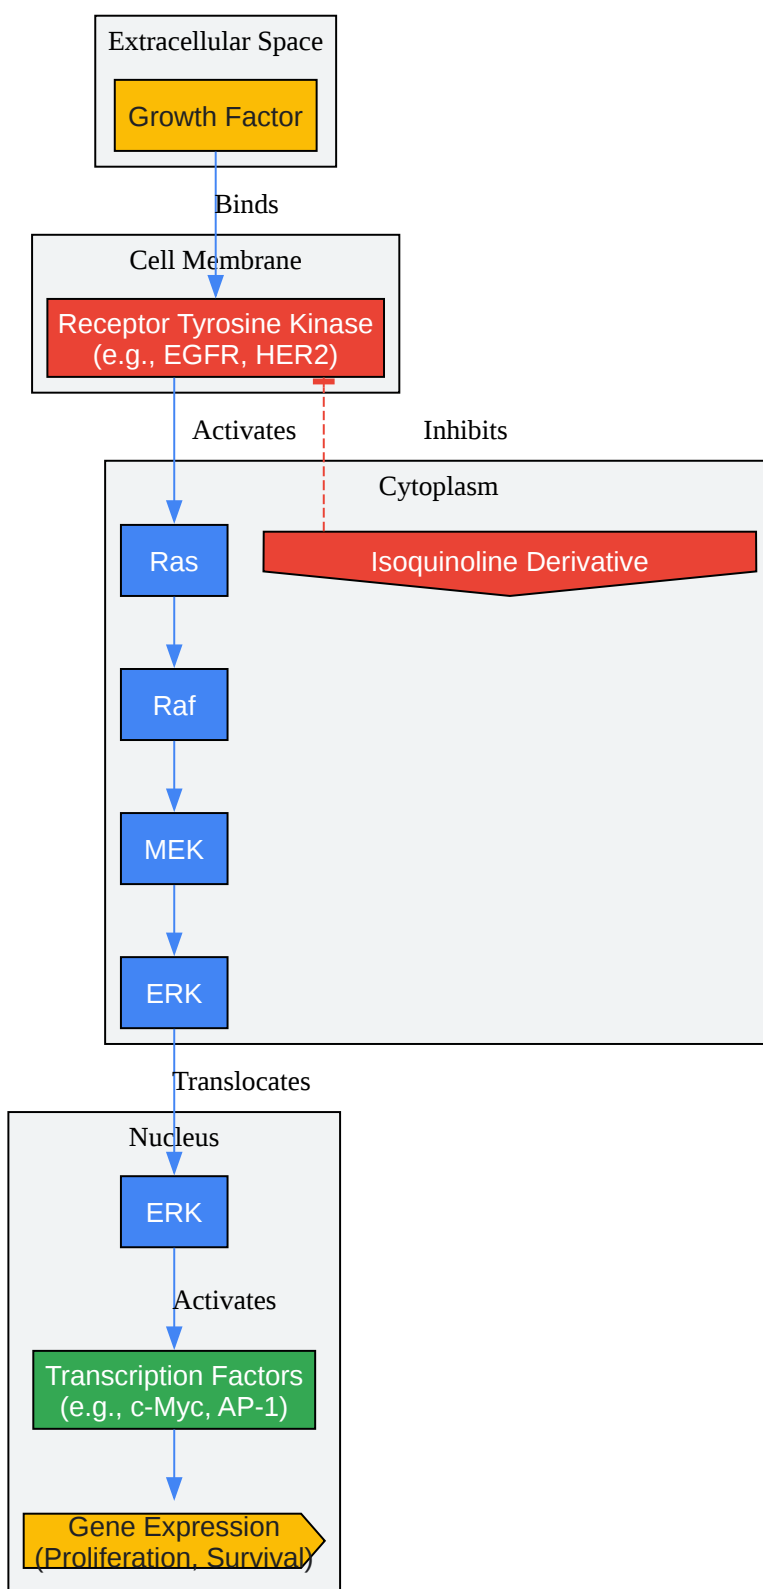 Extracellular Space
Growth Factor
Binds
Cell Membrane
Receptor Tyrosine Kinase
(e.g., EGFR, HER2)
Activates
Inhibits
Cytoplasm
Ras
Isoquinoline Derivative
Raf
MEK
ERK
Translocates
Nucleus
ERK
Activates
Transcription Factors
(e.g., c-Myc, AP-1)
Gene Expression
(Proliferation, Survival)